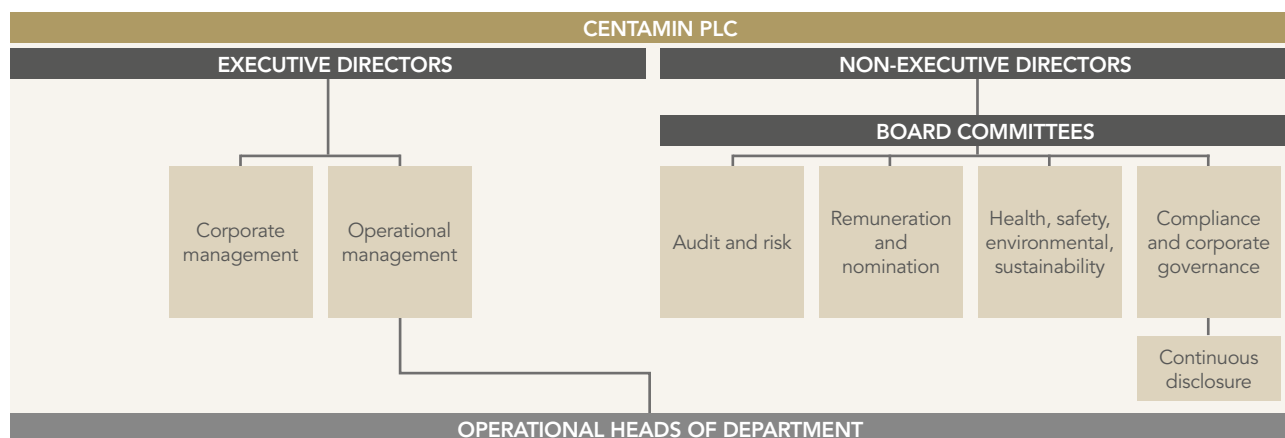 CENTAMIN PLC
EXECUTIVE DIRECTORS
NON-EXECUTIVE DIRECTORS
BOARD COMMITTEES
Corporate
management
Operational
management
Audit and risk
Remuneration
and
nomination
Health, safety,
environmental,
sustainability
Compliance
and corporate
governance
Continuous
disclosure
OPERATIONAL HEADS OF DEPARTMENT